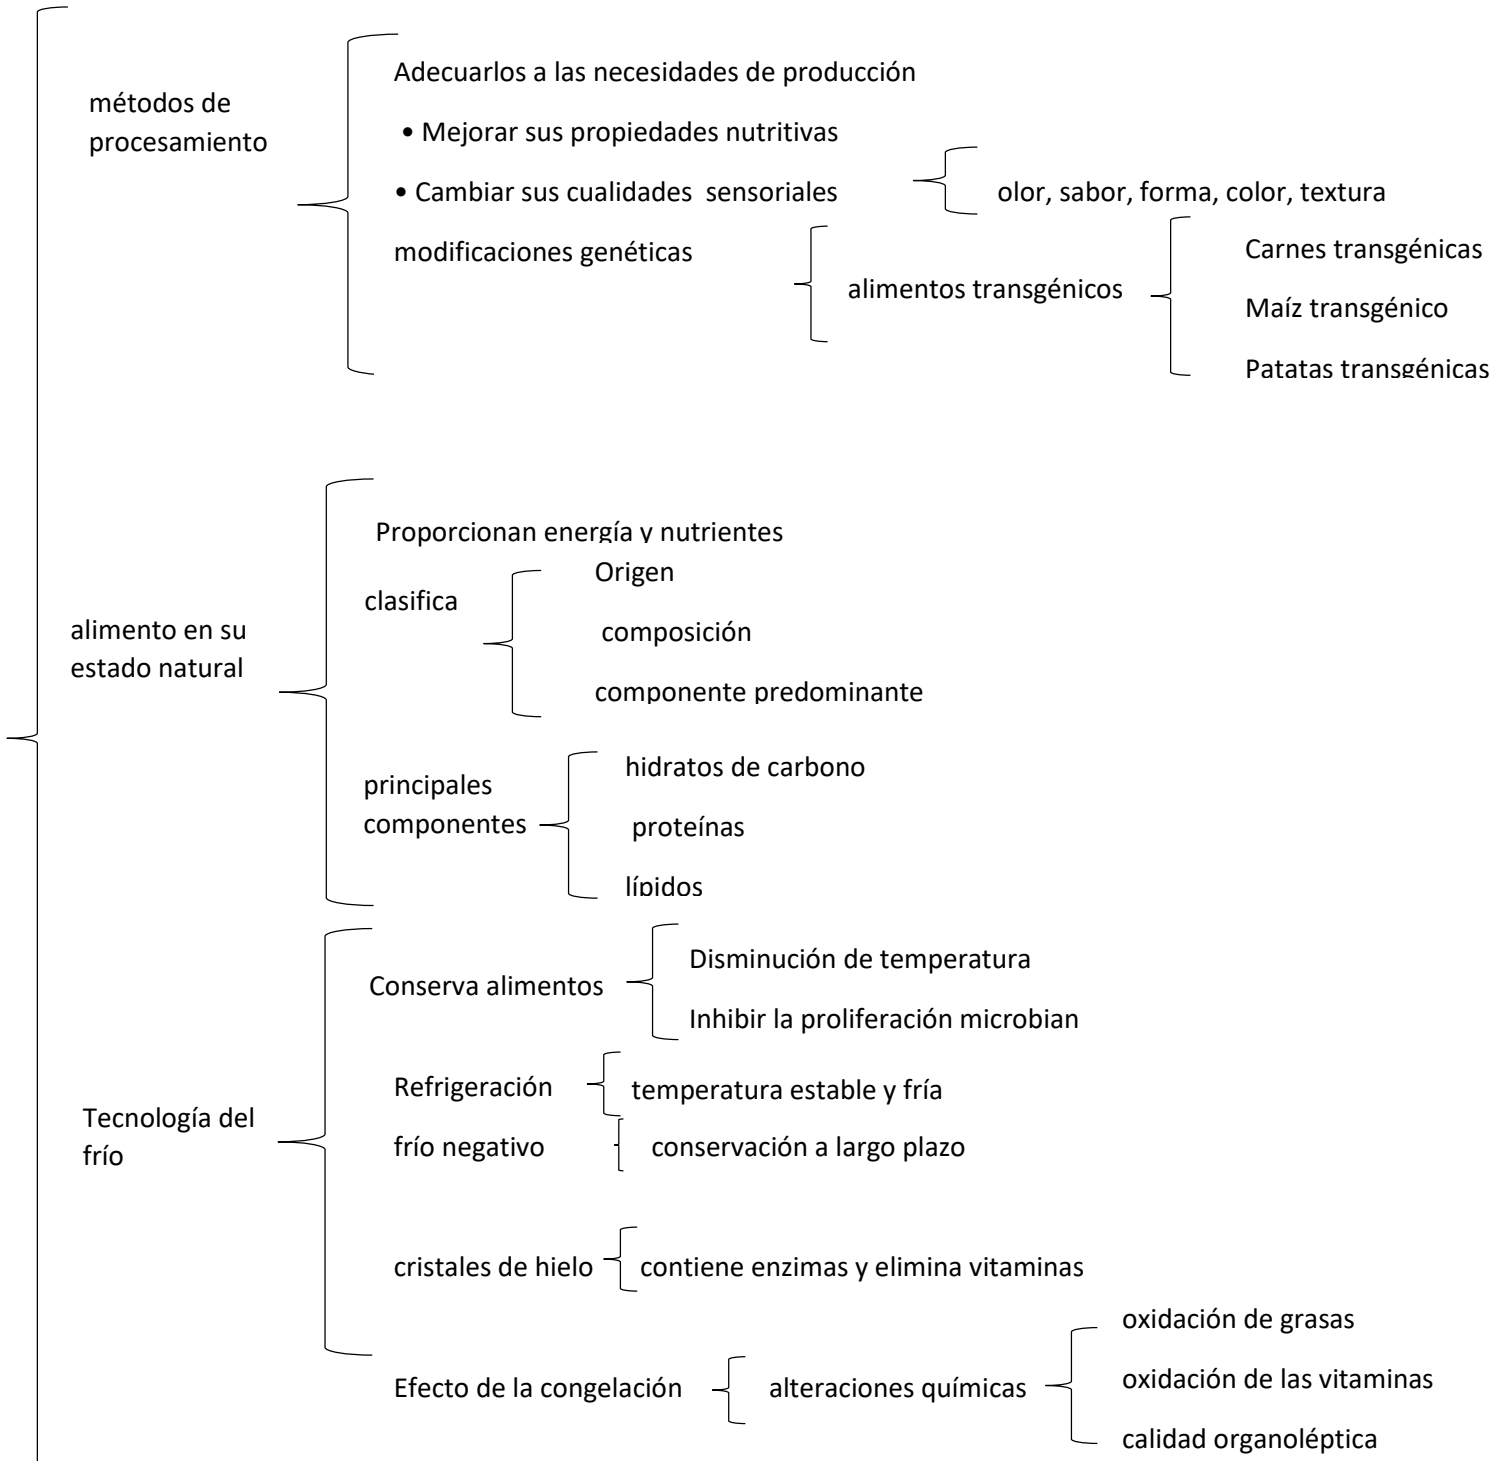 métodos de
procesamiento
Adecuarlos a las necesidades de producción
• Mejorar sus propiedades nutritivas
• Cambiar sus cualidades sensoriales
olor, sabor, forma, color, textura
modificaciones genéticas
alimentos transgénicos
Carnes transgénicas
Maíz transgénico
Patatas transgénicas
alimento en su
estado natural
Proporcionan energía y nutrientes
clasifica
Origen
composición
componente predominante
principales
componentes
hidratos de carbono
proteínas
lípidos
Tecnología del
frío
Conserva alimentos
Disminución de temperatura
Inhibir la proliferación microbian
Refrigeración
temperatura estable y fría
frío negativo
conservación a largo plazo
cristales de hielo
contiene enzimas y elimina vitaminas
Efecto de la congelación
alteraciones químicas
oxidación de grasas
oxidación de las vitaminas
calidad organoléptica